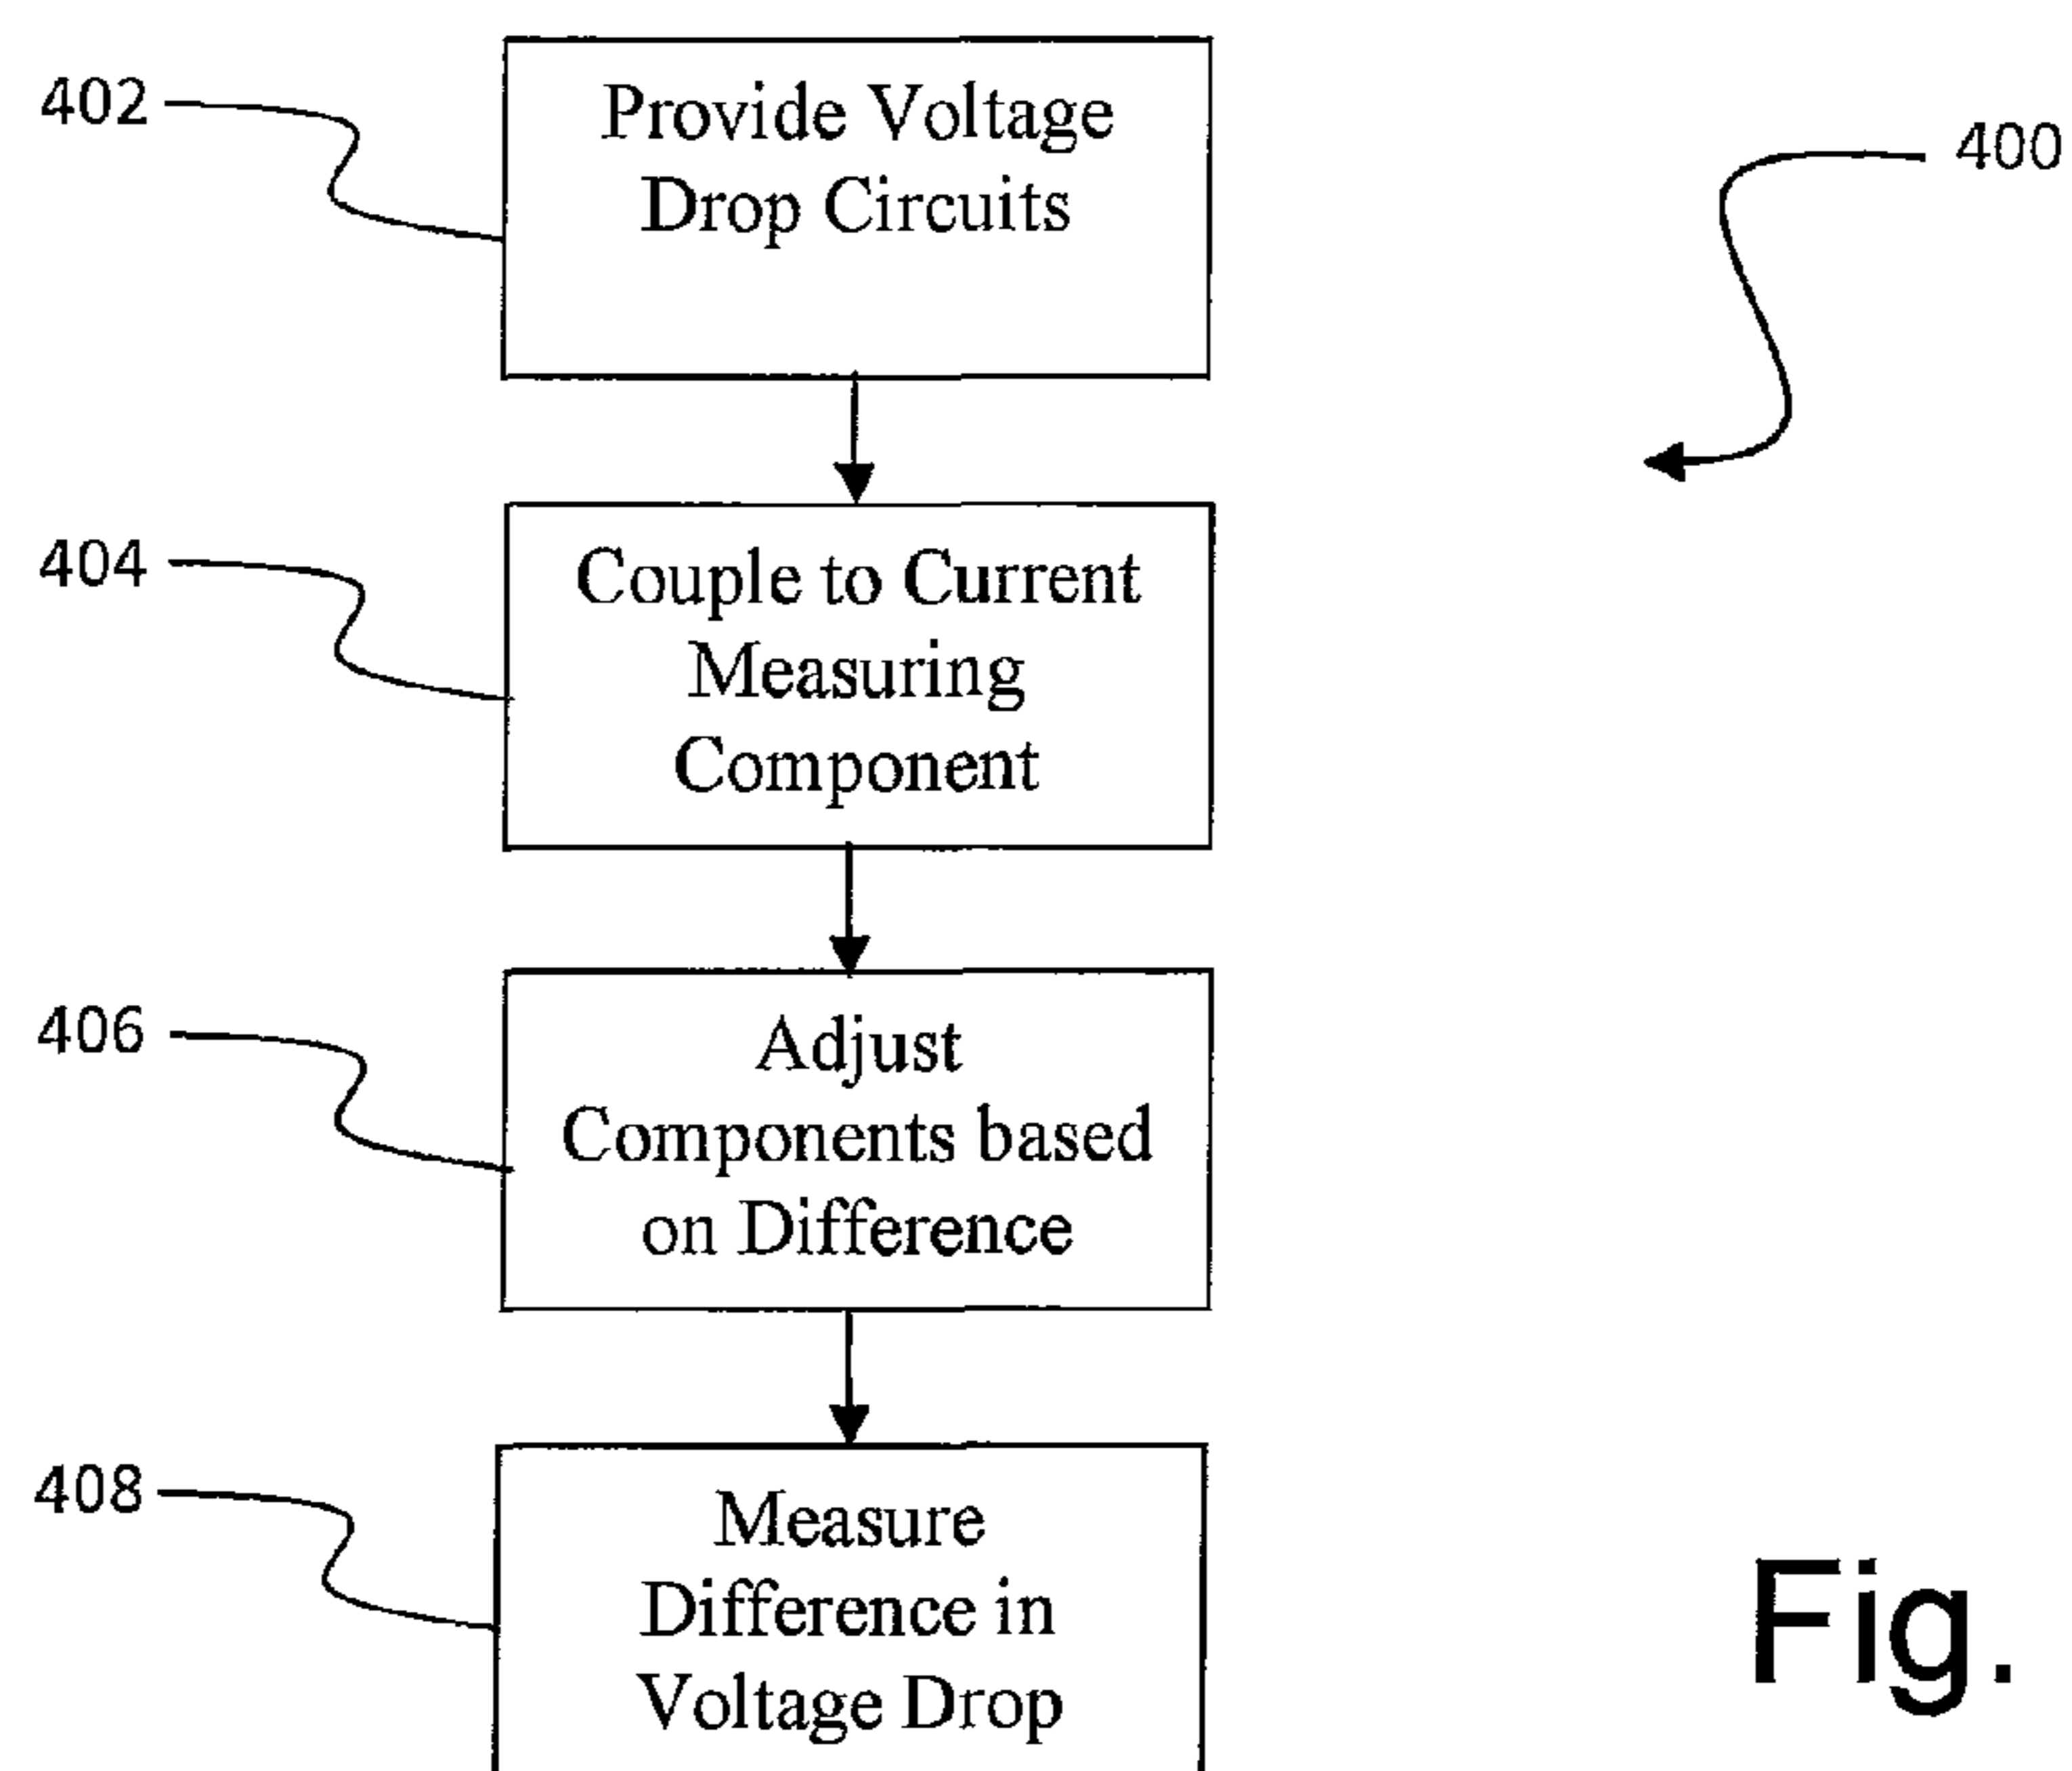 402
Provide Voltage
Drop Circuits
400
404
Couple to Current
Measuring
Component
406
Adjust
Components based
on Difference
408
Measure
Difference in
Voltage Drop
Fig.